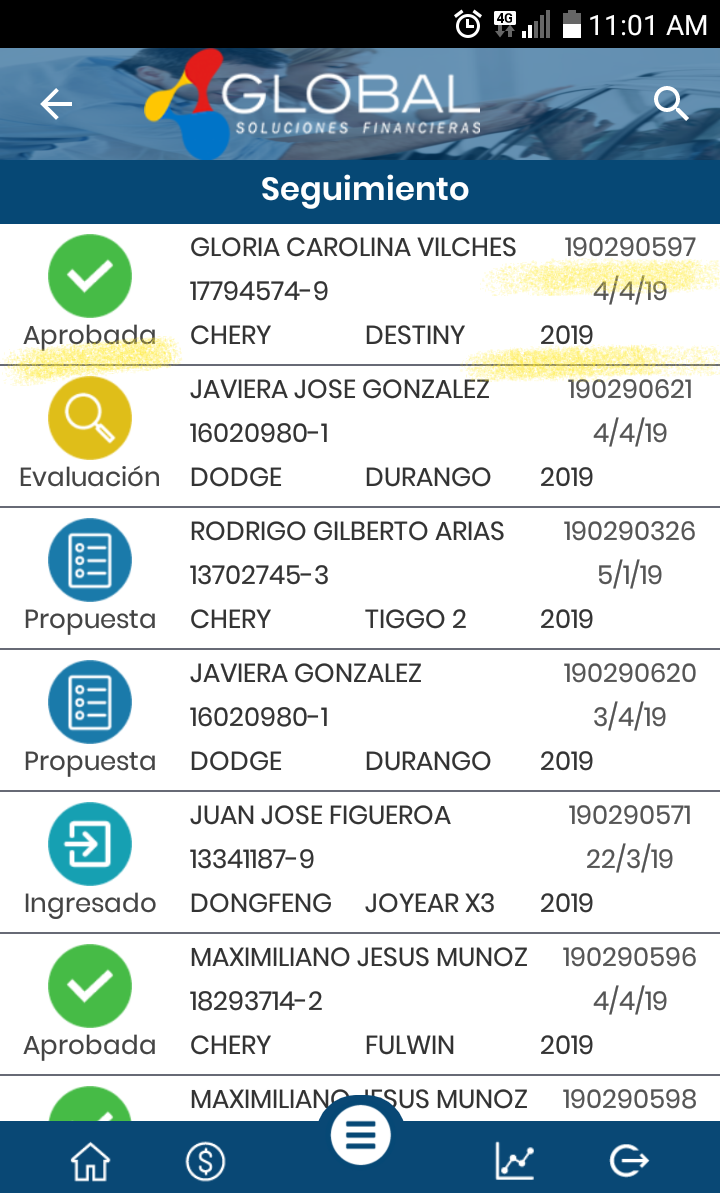 4G 11:01 AM
GLOBAL
SOLUCIONES FINANCIERAS
Seguimiento
GLORIA CAROLINA VILCHES 190290597
17794574-9 4/4/19
Aprobada CHERY DESTINY 2019
JAVIERA JOSE GONZALEZ 190290621
16020980-1 4/4/19
Evaluación DODGE DURANGO 2019
RODRIGO GILBERTO ARIAS 190290326
13702745-3 5/1/19
Propuesta CHERY TIGGO 2 2019
JAVIERA GONZALEZ 190290620
16020980-1 3/4/19
Propuesta DODGE DURANGO 2019
JUAN JOSE FIGUEROA 190290571
13341187-9 22/3/19
Ingresado DONGFENG JOYEAR X3 2019
MAXIMILIANO JESUS MUNOZ 190290596
18293714-2 4/4/19
Aprobada CHERY FULWIN 2019
MAXIMILIANO JESUS MUNOZ 190290598